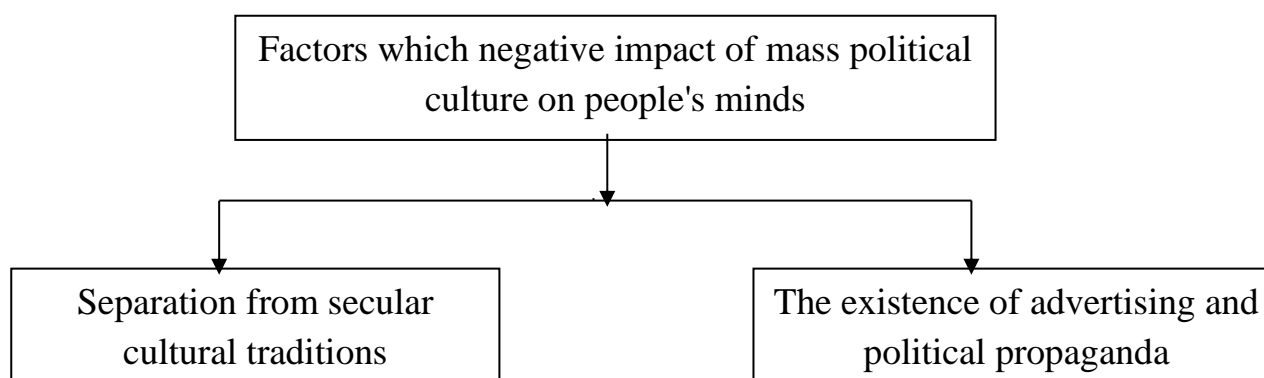 Factors which negative impact of mass political
culture on people's minds
Separation from secular
cultural traditions
The existence of advertising and
political propaganda